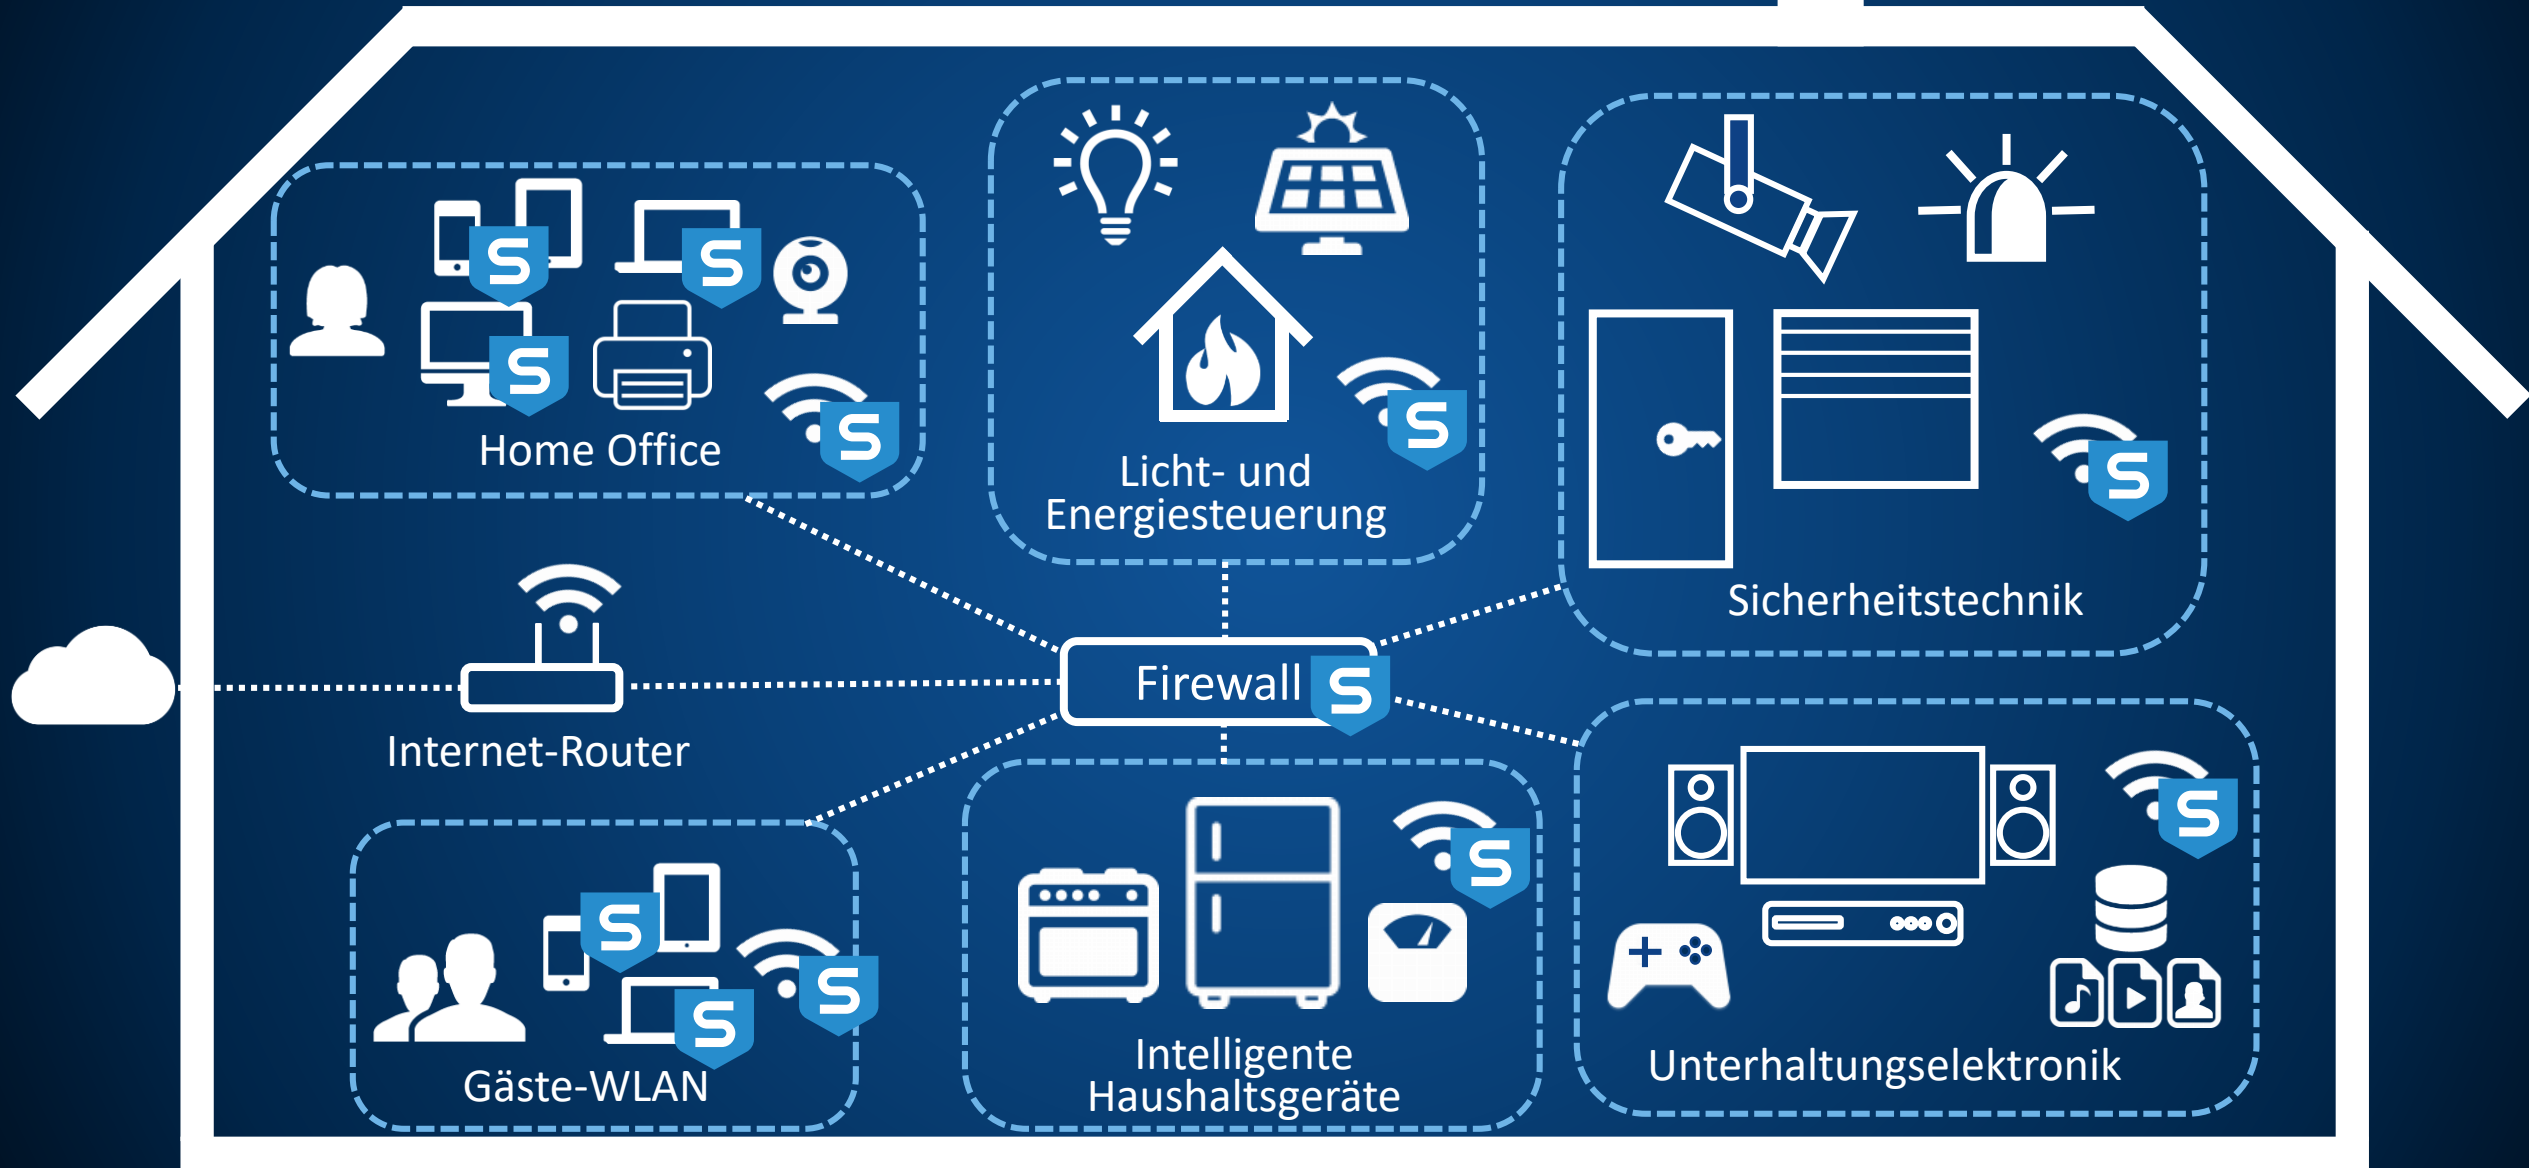 Home Office
Licht- und
Energiesteuerung
Sicherheitstechnik
Firewall
Internet-Router
Gäste-WLAN
Intelligente
Haushaltsgeräte
Unterhaltungselektronik
S
S
S
S
S
S
S
S
S
S
S
S